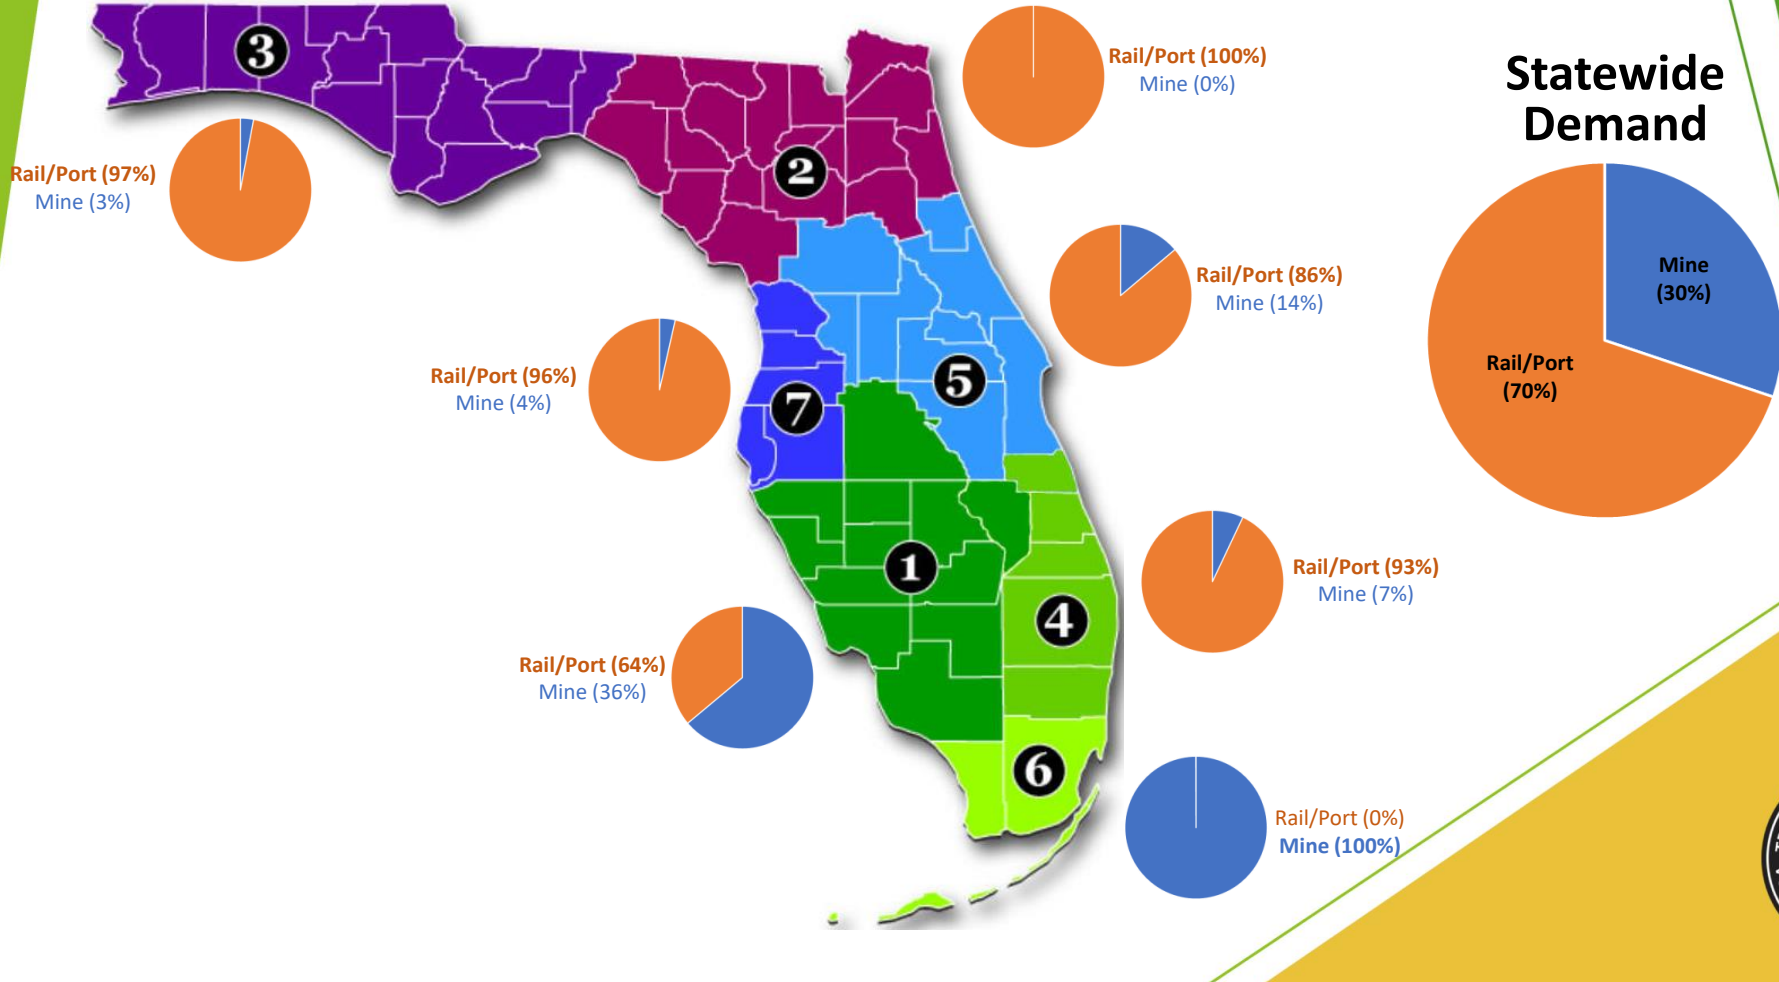 Statewide
Demand
Mine
(30%)
Rail/Port
(70%)
3
Rail/Port (97%)
Mine (3%)
2
Rail/Port (100%)
Mine (0%)
5
Rail/Port (86%)
Mine (14%)
7
Rail/Port (96%)
Mine (4%)
4
Rail/Port (93%)
Mine (7%)
1
Rail/Port (64%)
Mine (36%)
6
Rail/Port (0%)
Mine (100%)